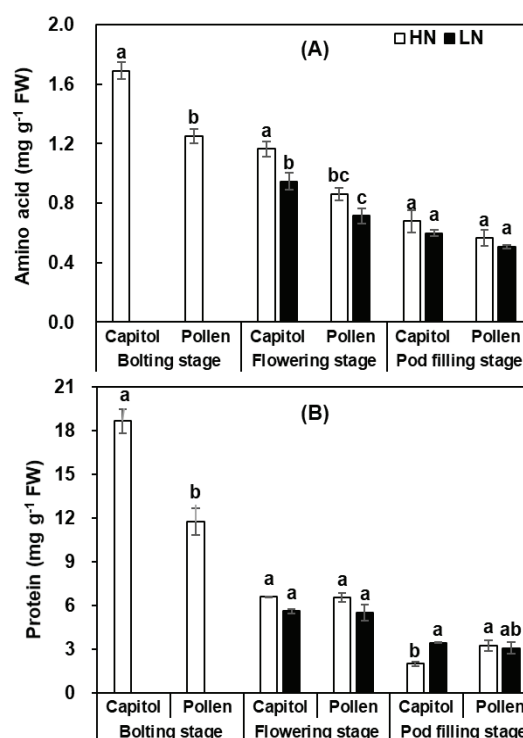 (A)
HN LN
Amino acid (mg g⁻¹ FW)
2.0
1.6
1.2
0.8
0.4
0.0
a
b
a
b
bc
c
a
a
a
a
Capitol Pollen Capitol Pollen Capitol Pollen
Bolting stage Flowering stage Pod filling stage
(B)
Protein (mg g⁻¹ FW)
21
18
15
12
9
6
3
0
a
b
a
a
a
a
b
a
a
ab
Capitol Pollen Capitol Pollen Capitol Pollen
Bolting stage Flowering stage Pod filling stage